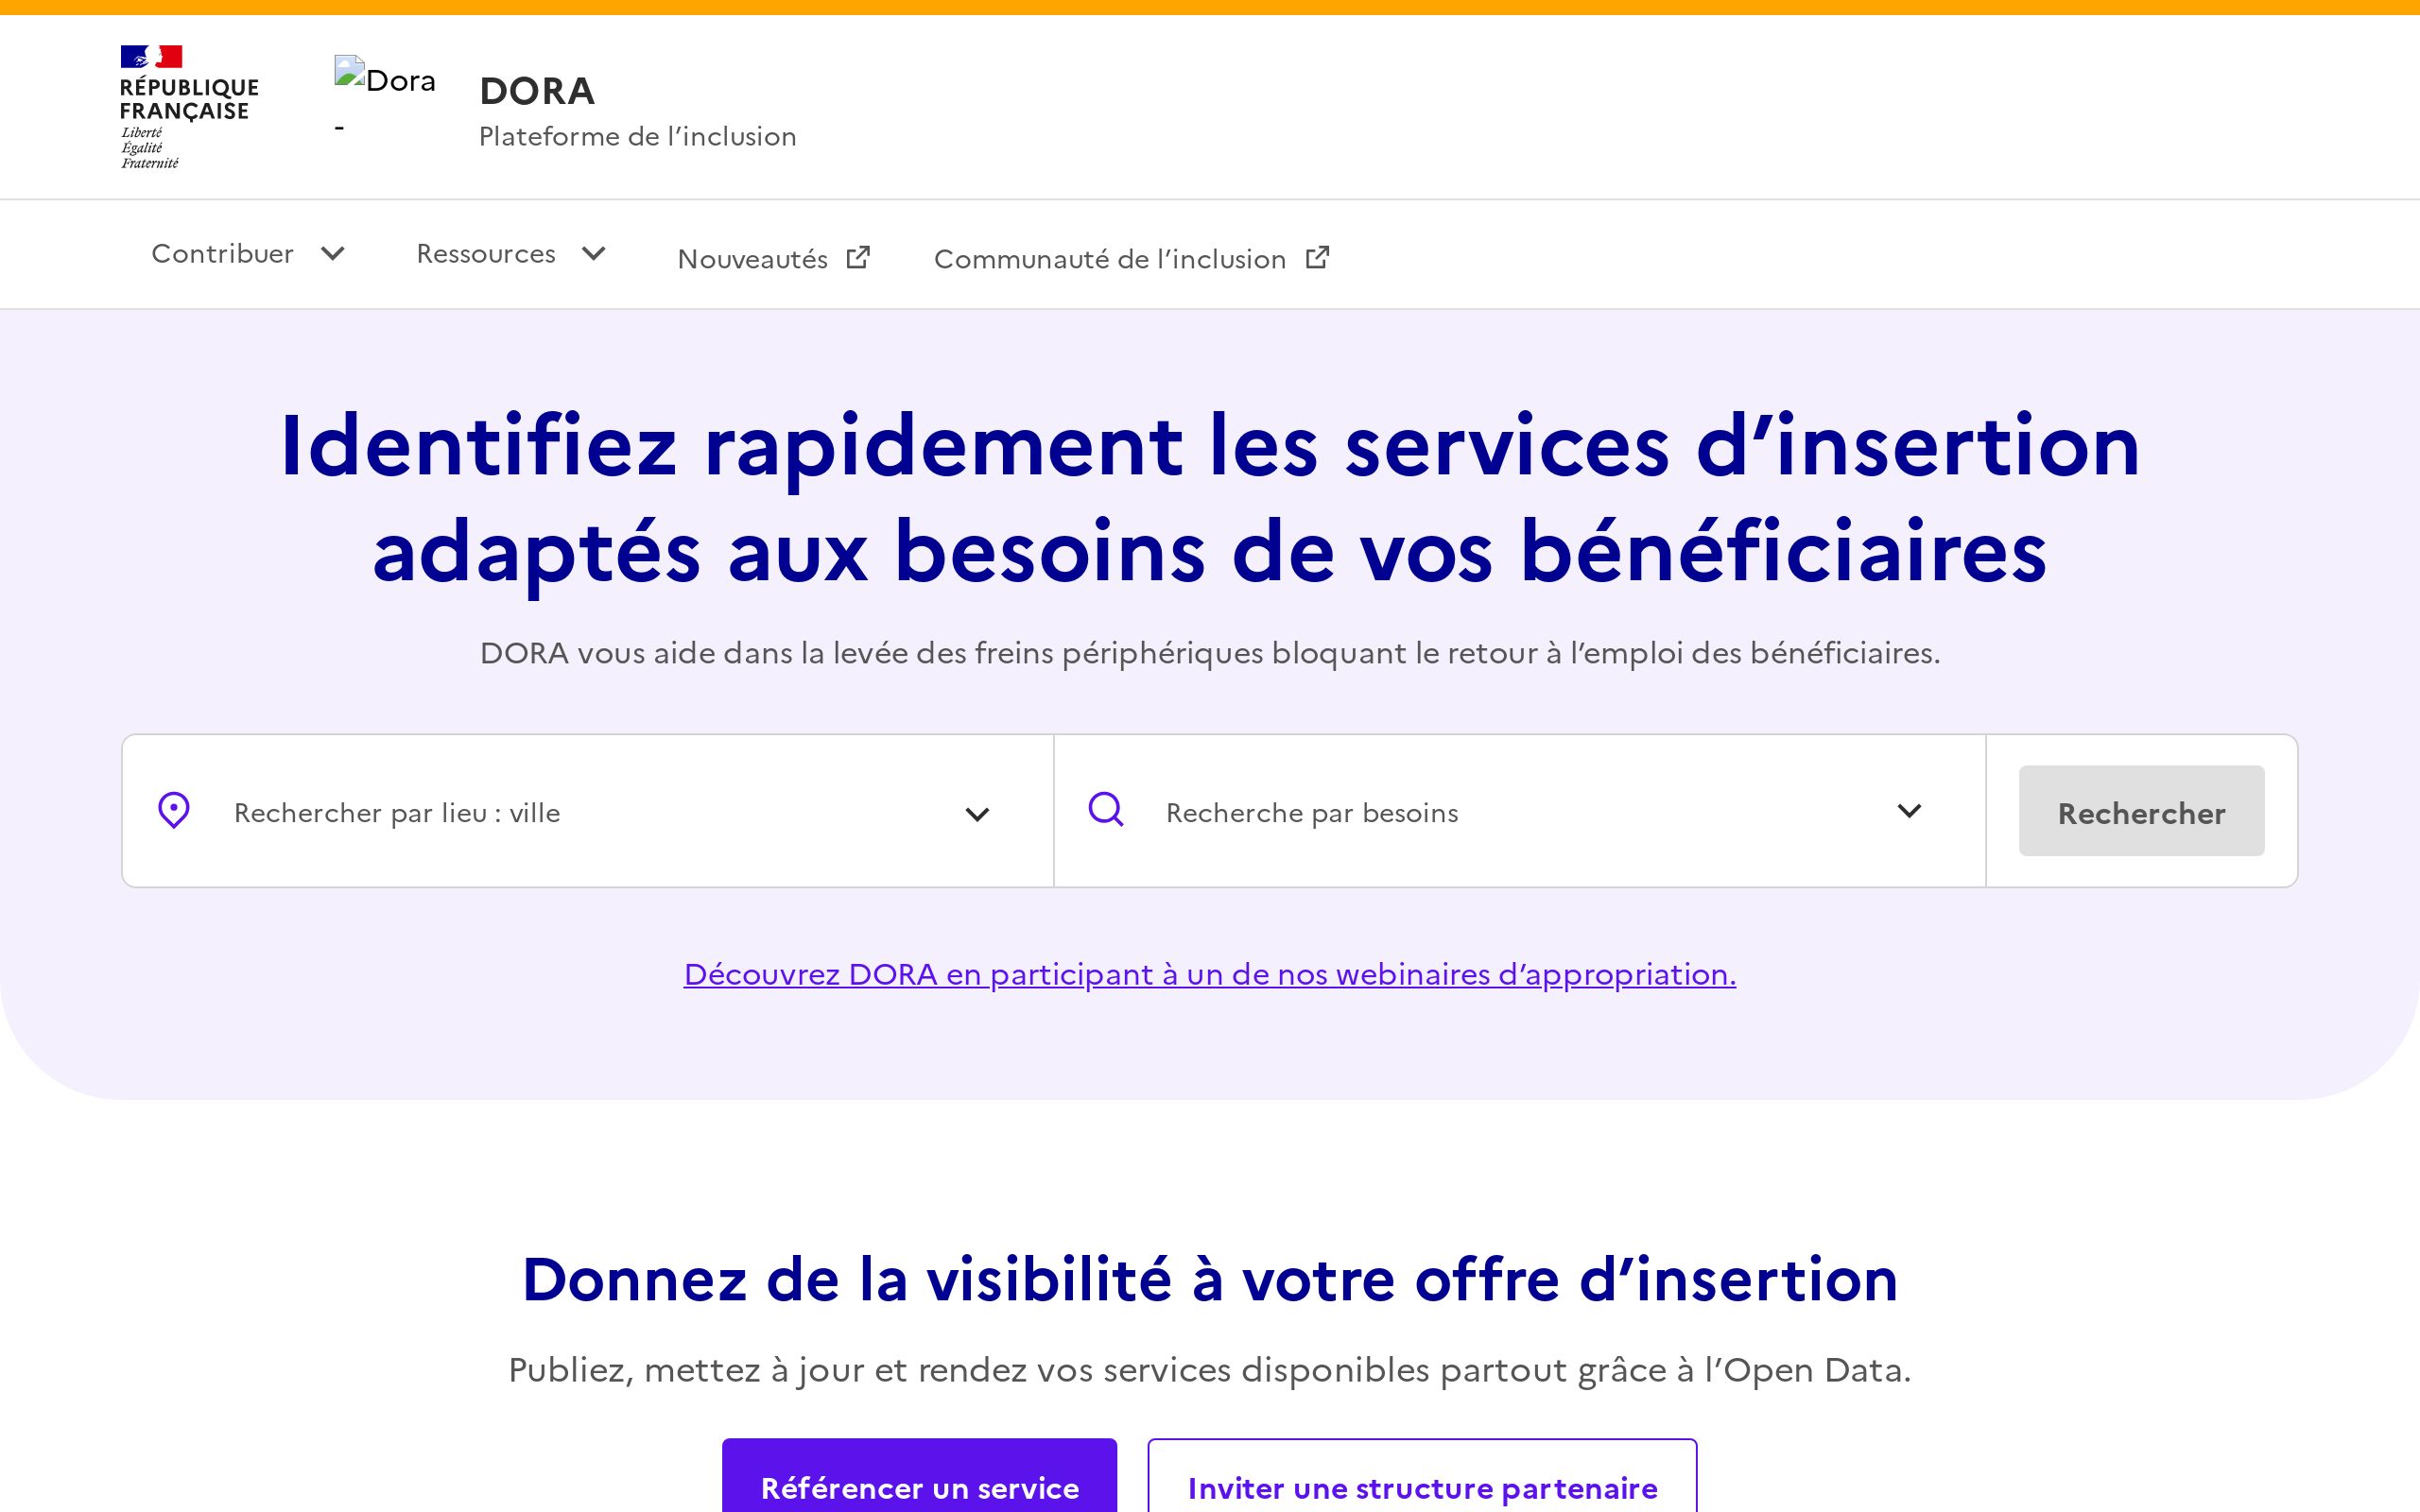 RÉPUBLIQUE
FRANÇAISE
Liberté
Égalité
Fraternité
Dora
-
DORA
Plateforme de l’inclusion
Contribuer
Ressources
Nouveautés
Communauté de l’inclusion
Identifiez rapidement les services d’insertion
adaptés aux besoins de vos bénéficiaires
DORA vous aide dans la levée des freins périphériques bloquant le retour à l’emploi des bénéficiaires.
Rechercher par lieu : ville
Recherche par besoins
Rechercher
Découvrez DORA en participant à un de nos webinaires d’appropriation.
Donnez de la visibilité à votre offre d’insertion
Publiez, mettez à jour et rendez vos services disponibles partout grâce à l’Open Data.
Référencer un service
Inviter une structure partenaire